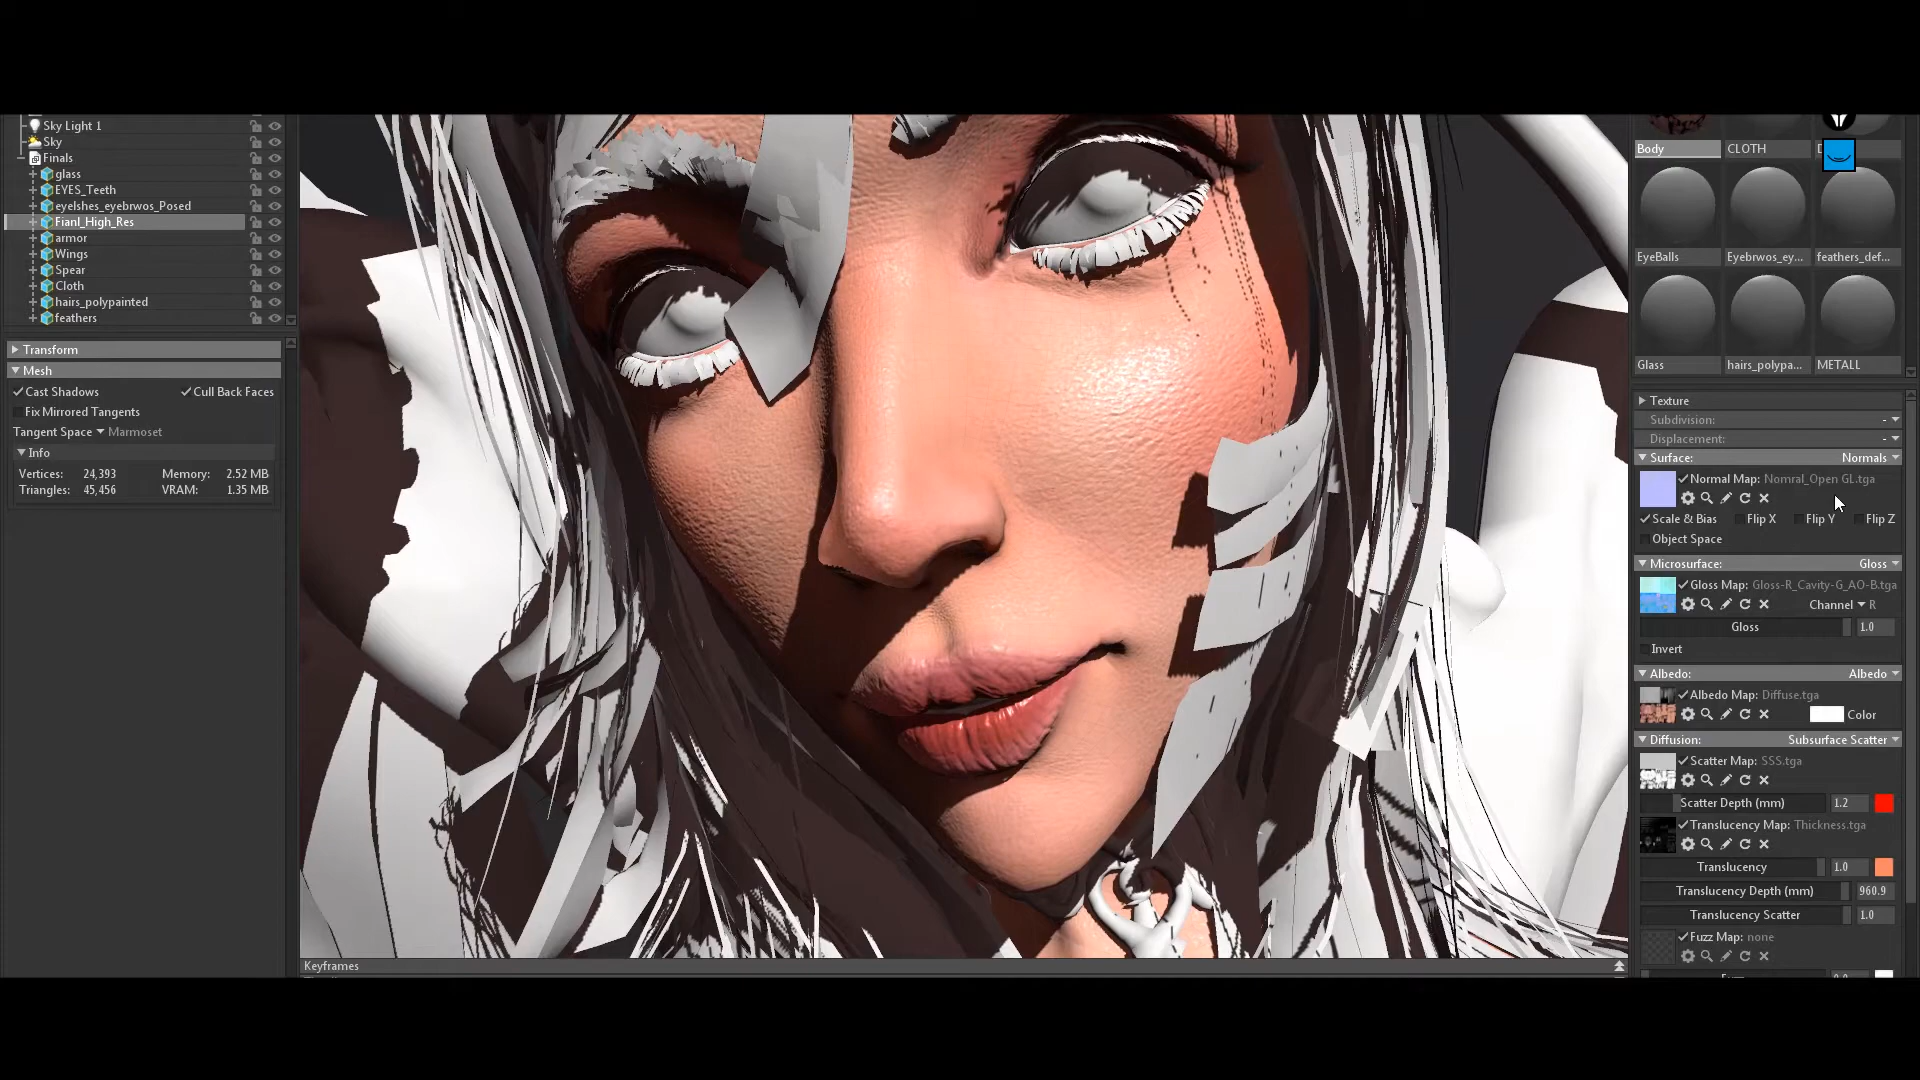 Sky Light 1
Sky
Finals
glass
EYES_Teeth
eyelshes_eyebrwos_Posed
Fianl_High_Res
armor
Wings
Spear
Cloth
hairs_polypainted
feathers
Transform
Mesh
Cast Shadows Cull Back Faces
Fix Mirrored Tangents
Tangent Space Marmoset
Info
Vertices: 24,393 Memory: 2.52 MB
Triangles: 45,456 VRAM: 1.35 MB
Keyframes
Body CLOTH
EyeBalls Eyebrwos_ey... feathers_def...
Glass hairs_polypa... METALL
Texture
Subdivision: -
Displacement: -
Surface: Normals
Normal Map: Nomral_Open GL.tga
Scale & Bias Flip X Flip Y Flip Z
Object Space
Microsurface: Gloss
Gloss Map: Gloss-R_Cavity-G_AO-B.tga
Channel R
Gloss 1.0
Invert
Albedo: Albedo
Albedo Map: Diffuse.tga
Color
Diffusion: Subsurface Scatter
Scatter Map: SSS.tga
Scatter Depth (mm) 1.2
Translucency Map: Thickness.tga
Translucency 1.0
Translucency Depth (mm) 960.9
Translucency Scatter 1.0
Fuzz Map: none